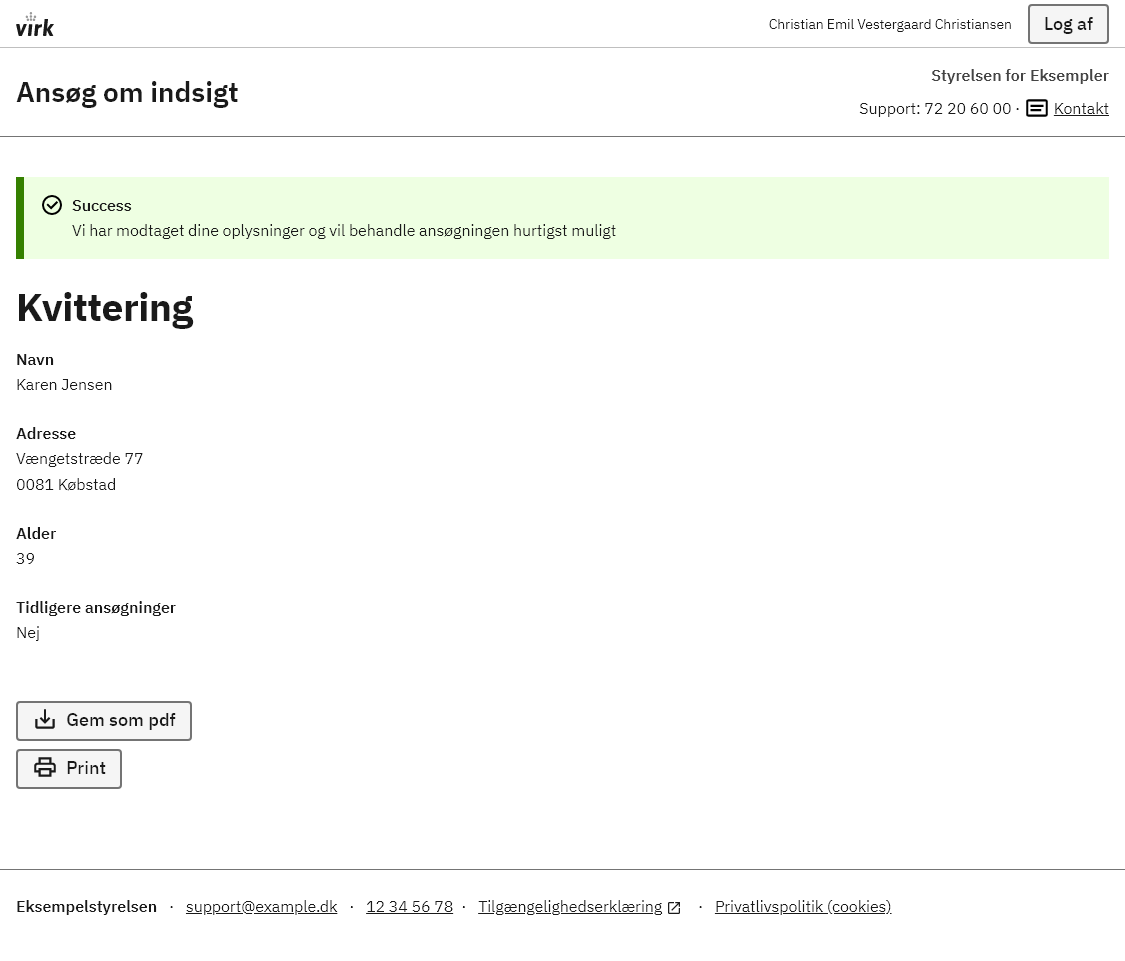 virk
Christian Emil Vestergaard Christiansen
Log af
Ansøg om indsigt
Styrelsen for Eksempler
Support: 72 20 60 00 · Kontakt
Success
Vi har modtaget dine oplysninger og vil behandle ansøgningen hurtigst muligt
Kvittering
Navn
Karen Jensen
Adresse
Vængetstræde 77
0081 Købstad
Alder
39
Tidligere ansøgninger
Nej
Gem som pdf
Print
Eksempelstyrelsen · support@example.dk · 12 34 56 78 · Tilgængelighedserklæring · Privatlivspolitik (cookies)